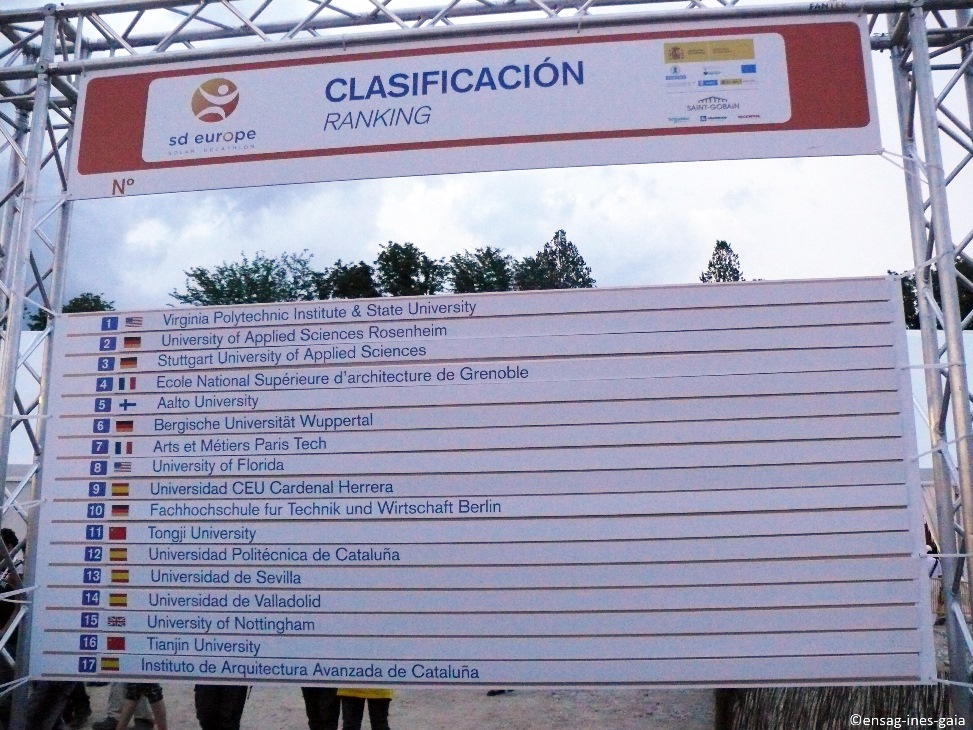 FANTEK
sd europe
SOLAR DECATHLON
CLASIFICACIÓN
RANKING
SAINT-GOBAIN
Nº
1 Virginia Polytechnic Institute & State University
2 University of Applied Sciences Rosenheim
3 Stuttgart University of Applied Sciences
4 Ecole National Supérieure d'architecture de Grenoble
5 Aalto University
6 Bergische Universität Wuppertal
7 Arts et Métiers Paris Tech
8 University of Florida
9 Universidad CEU Cardenal Herrera
10 Fachhochschule fur Technik und Wirtschaft Berlin
11 Tongji University
12 Universidad Politécnica de Cataluña
13 Universidad de Sevilla
14 Universidad de Valladolid
15 University of Nottingham
16 Tianjin University
17 Instituto de Arquitectura Avanzada de Cataluña
©ensag-ines-gaia